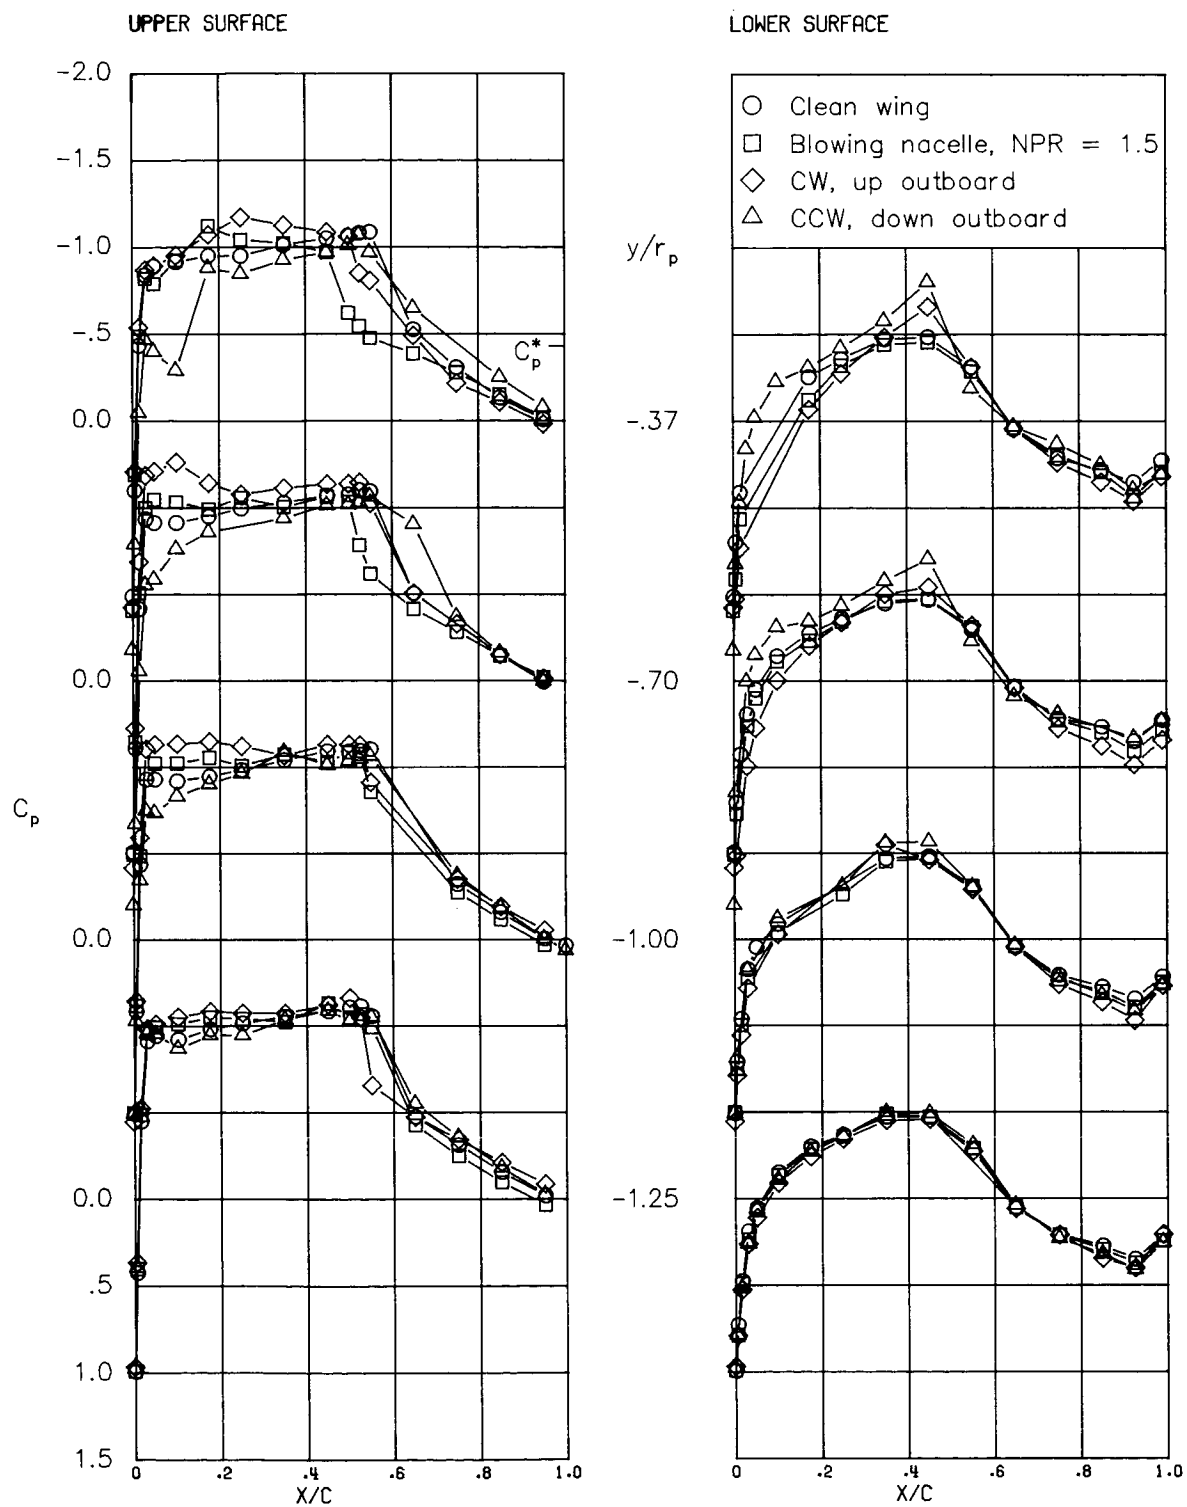 UPPER SURFACE
LOWER SURFACE
-2.0
-1.5
-1.0
-.5
0.0
0.0
0.0
0.0
.5
1.0
1.5
C_p
C_p^*
0 .2 .4 .6 .8 1.0
X/C
○ Clean wing
□ Blowing nacelle, NPR = 1.5
◇ CW, up outboard
△ CCW, down outboard
y/r_p
-.37
-.70
-1.00
-1.25
0 .2 .4 .6 .8 1.0
X/C